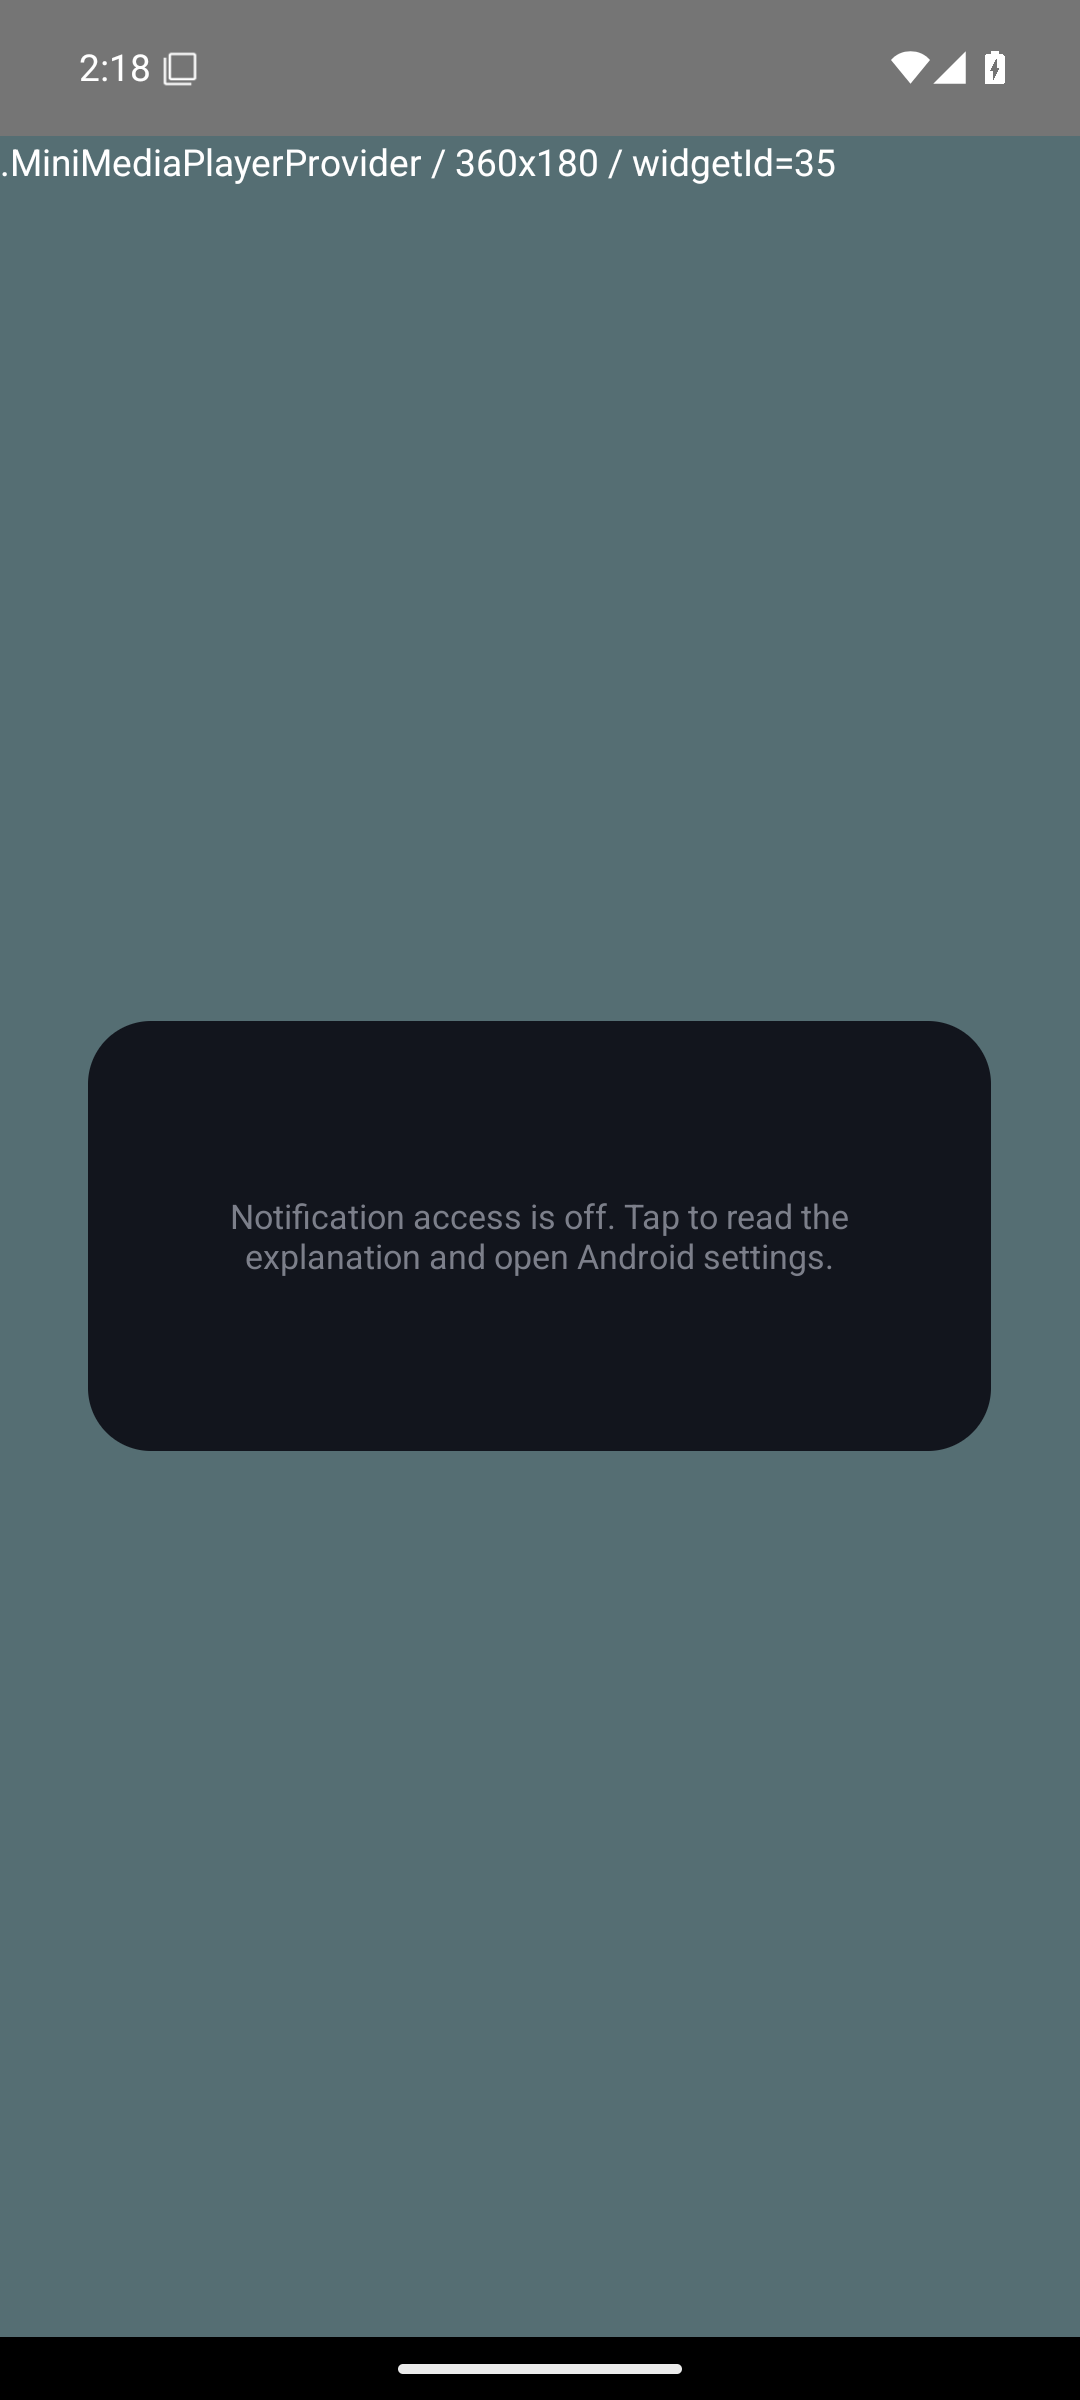 2:18
.MiniMediaPlayerProvider / 360x180 / widgetId=35
Notification access is off. Tap to read the
explanation and open Android settings.